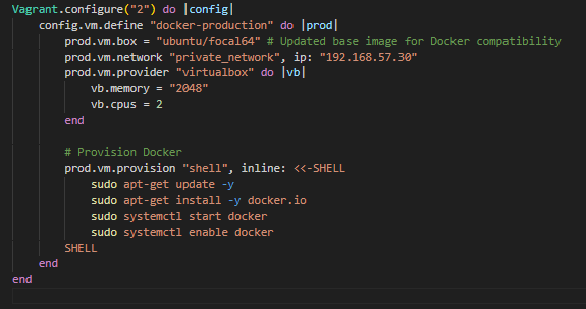 Vagrant.configure("2") do |config|
    config.vm.define "docker-production" do |prod|
        prod.vm.box = "ubuntu/focal64" # Updated base image for Docker compatibility
        prod.vm.network "private_network", ip: "192.168.57.30"
        prod.vm.provider "virtualbox" do |vb|
            vb.memory = "2048"
            vb.cpus = 2
        end

        # Provision Docker
        prod.vm.provision "shell", inline: <<-SHELL
            sudo apt-get update -y
            sudo apt-get install -y docker.io
            sudo systemctl start docker
            sudo systemctl enable docker
        SHELL
    end
end